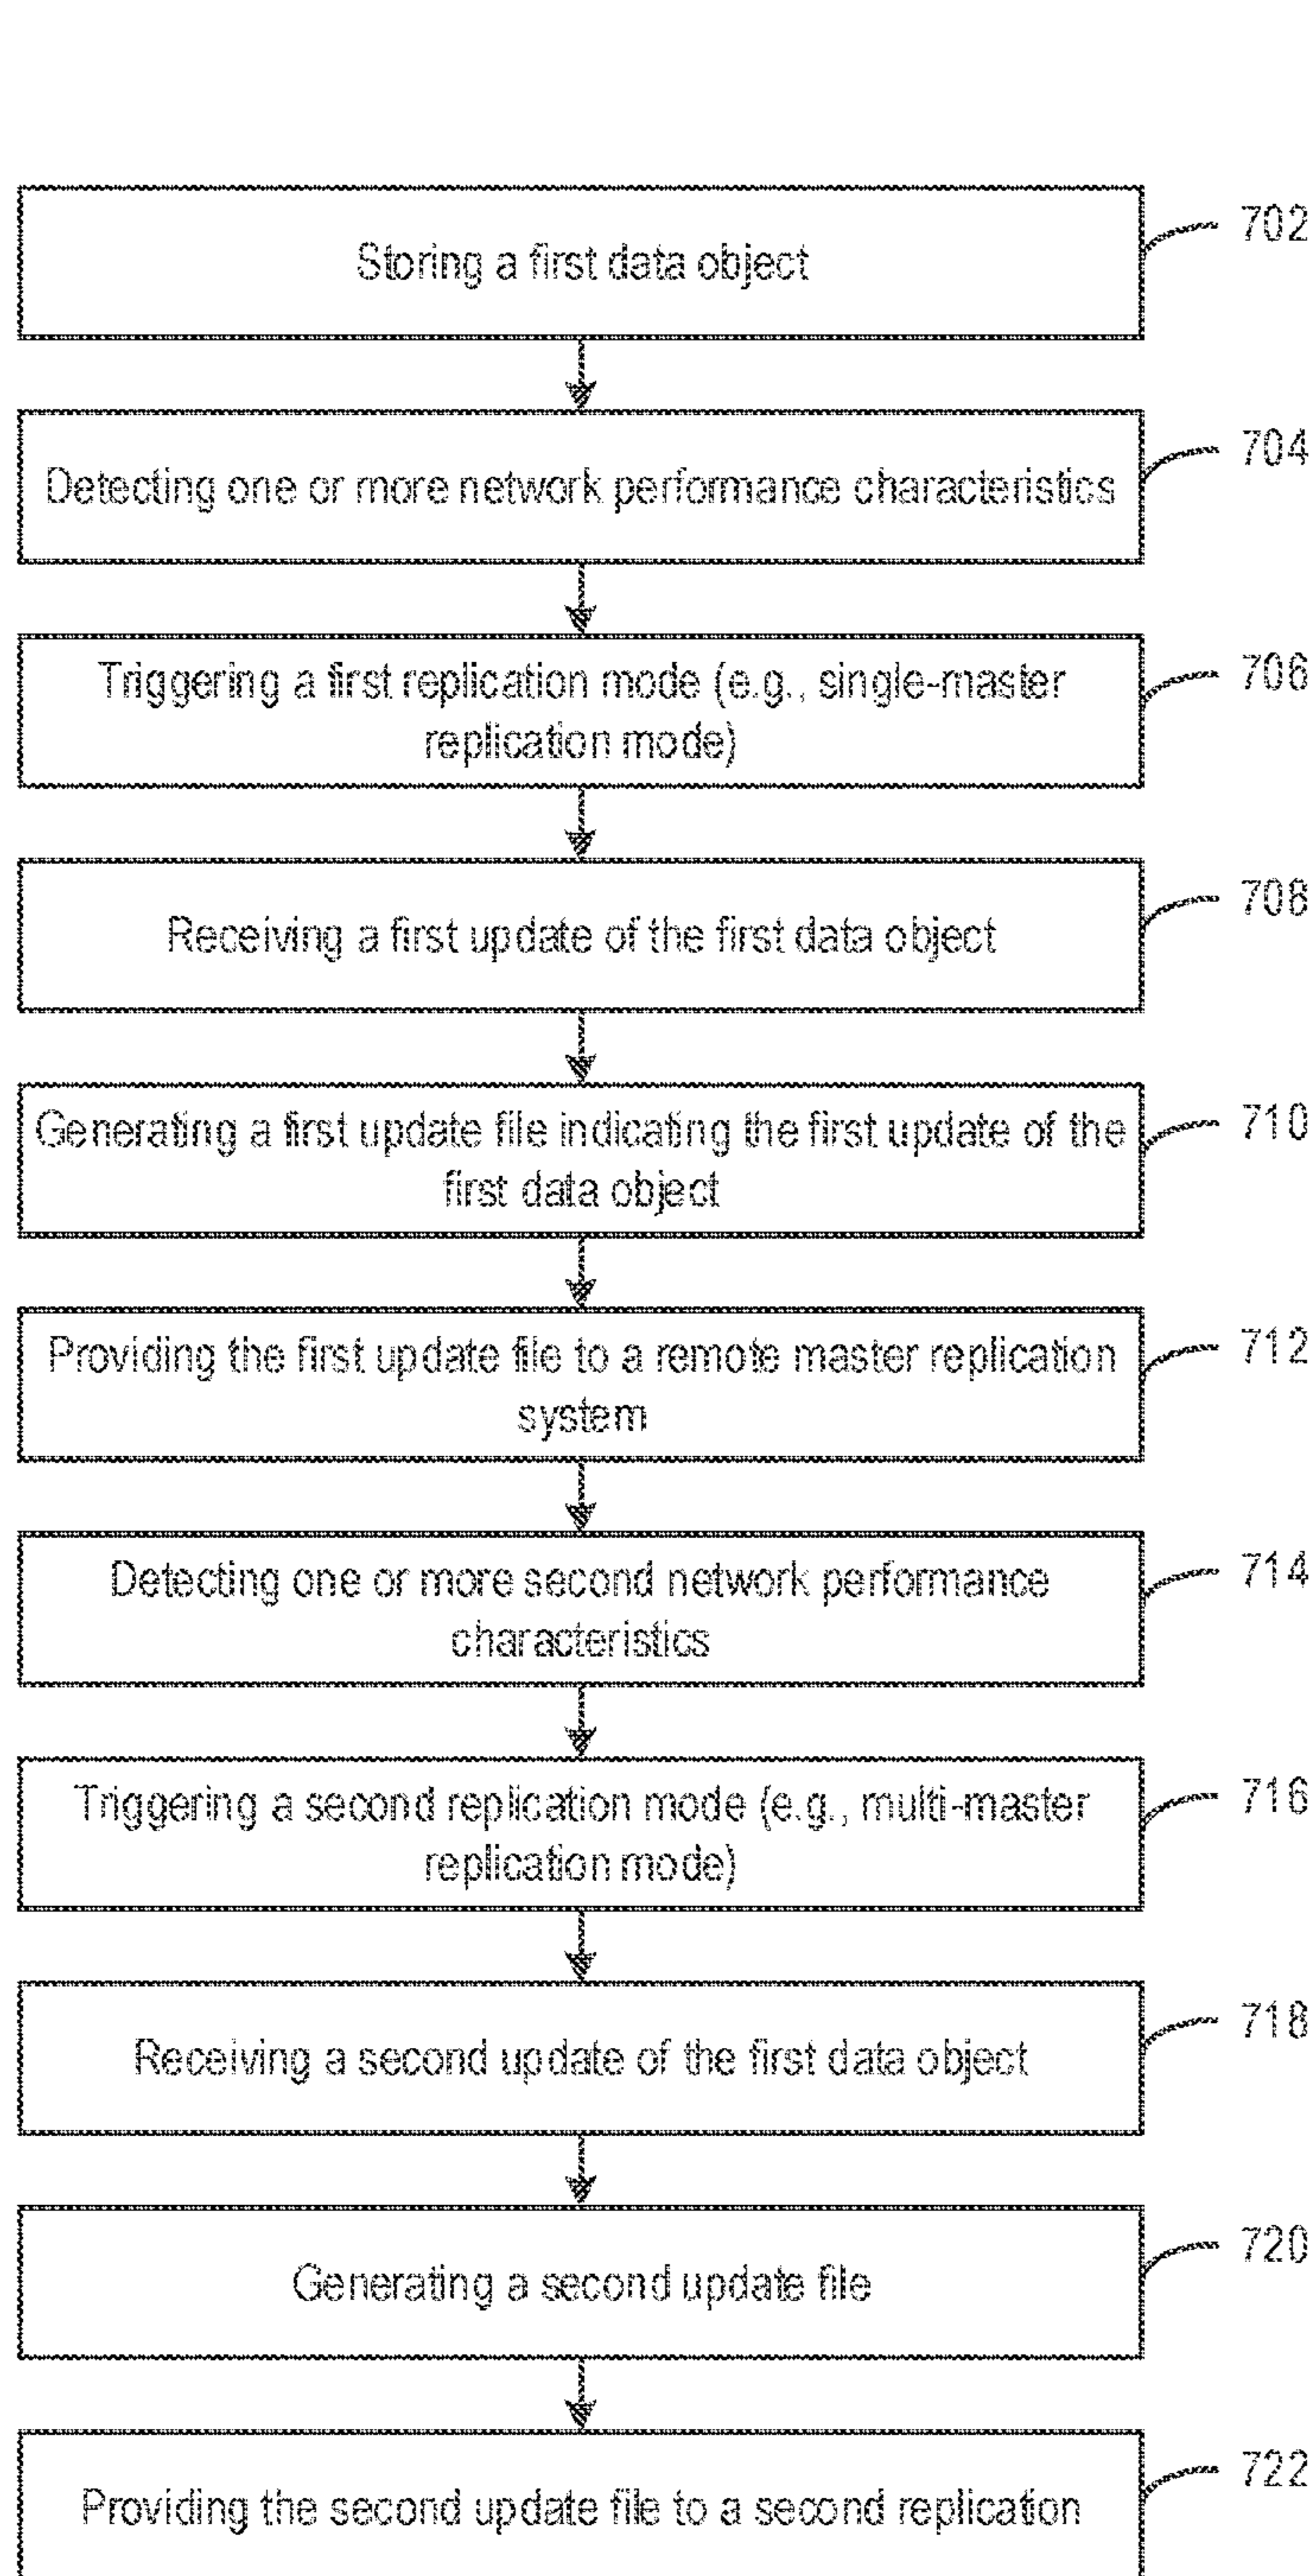 Storing a first data object
702
Detecting one or more network performance characteristics
704
Triggering a first replication mode (e.g., single-master
replication mode)
706
Receiving a first update of the first data object
708
Generating a first update file indicating the first update of the
first data object
710
Providing the first update file to a remote master replication
system
712
Detecting one or more second network performance
characteristics
714
Triggering a second replication mode (e.g., multi-master
replication mode)
716
Receiving a second update of the first data object
718
Generating a second update file
720
Providing the second update file to a second replication
722